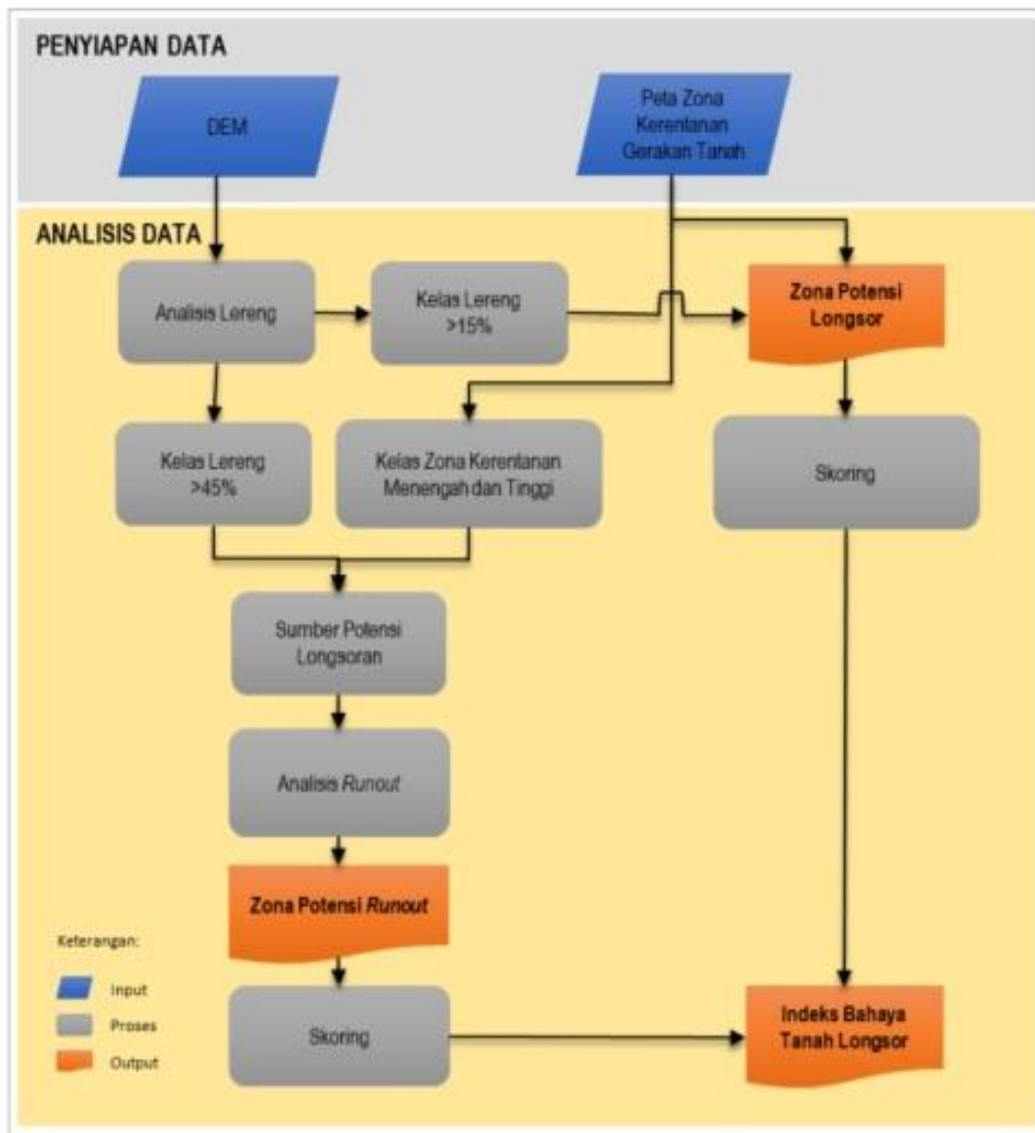 PENYIAPAN DATA
DEM
Peta Zona
Kerentanan
Gerakan Tanah
ANALISIS DATA
Analisis Lereng
Kelas Lereng
>15%
Zona Potensi
Longsor
Kelas Lereng
>45%
Kelas Zona Kerentanan
Menengah dan Tinggi
Skoring
Sumber Potensi
Longsoran
Analisis Runout
Zona Potensi Runout
Keterangan:
Input
Proses
Output
Skoring
Indeks Bahaya
Tanah Longsor